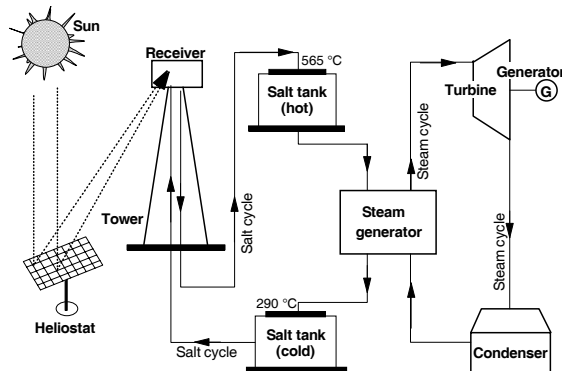 Sun
Receiver
565 °C
Salt tank
(hot)
Generator
Turbine
G
Steam cycle
Tower
Salt cycle
Steam
generator
Steam cycle
290 °C
Heliostat
Salt cycle
Salt tank
(cold)
Condenser